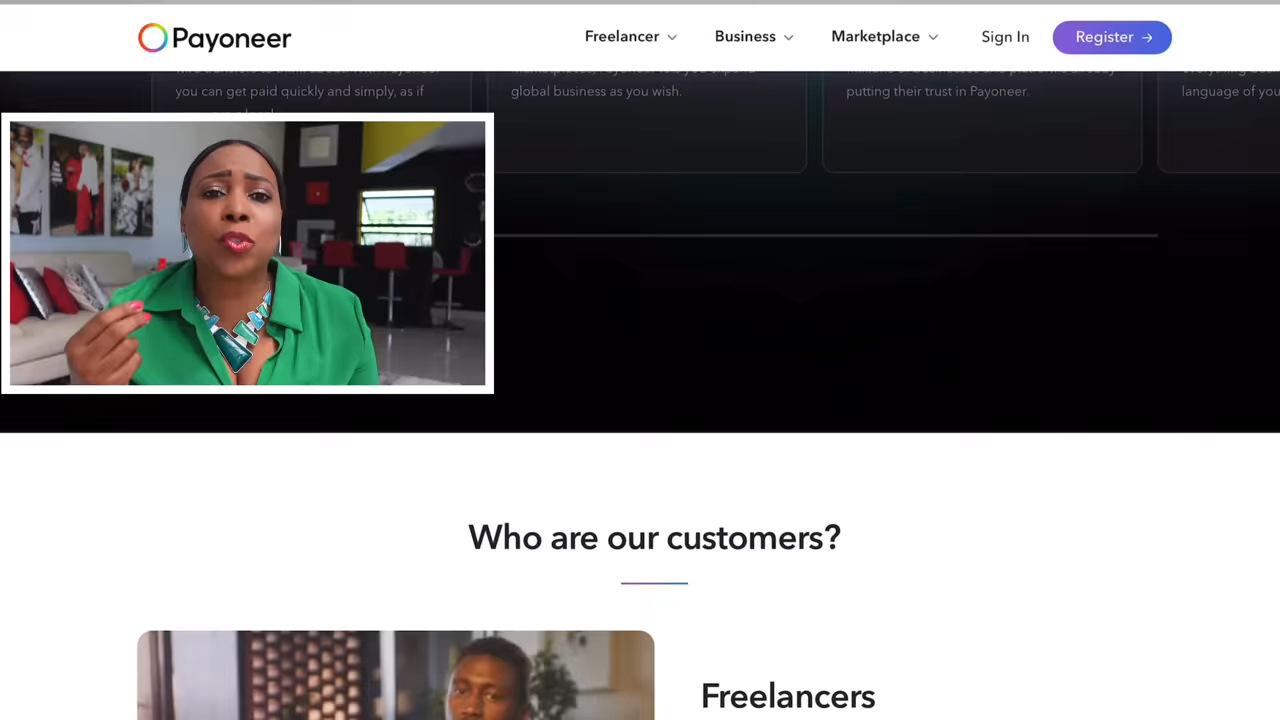 Payoneer
Freelancer
Business
Marketplace
Sign In
Register →
you can get paid quickly and simply, as if
global business as you wish.
putting their trust in Payoneer.
language of you
Who are our customers?
Freelancers